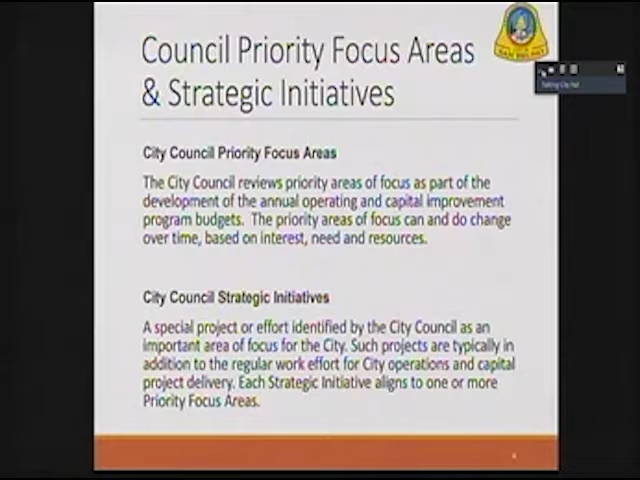 Council Priority Focus Areas
& Strategic Initiatives
City Council Priority Focus Areas
The City Council reviews priority areas of focus as part of the
development of the annual operating and capital improvement
program budgets. The priority areas of focus can and do change
over time, based on interest, need and resources.
City Council Strategic Initiatives
A special project or effort identified by the City Council as an
important area of focus for the City. Such projects are typically in
addition to the regular work effort for City operations and capital
project delivery. Each Strategic Initiative aligns to one or more
Priority Focus Areas.